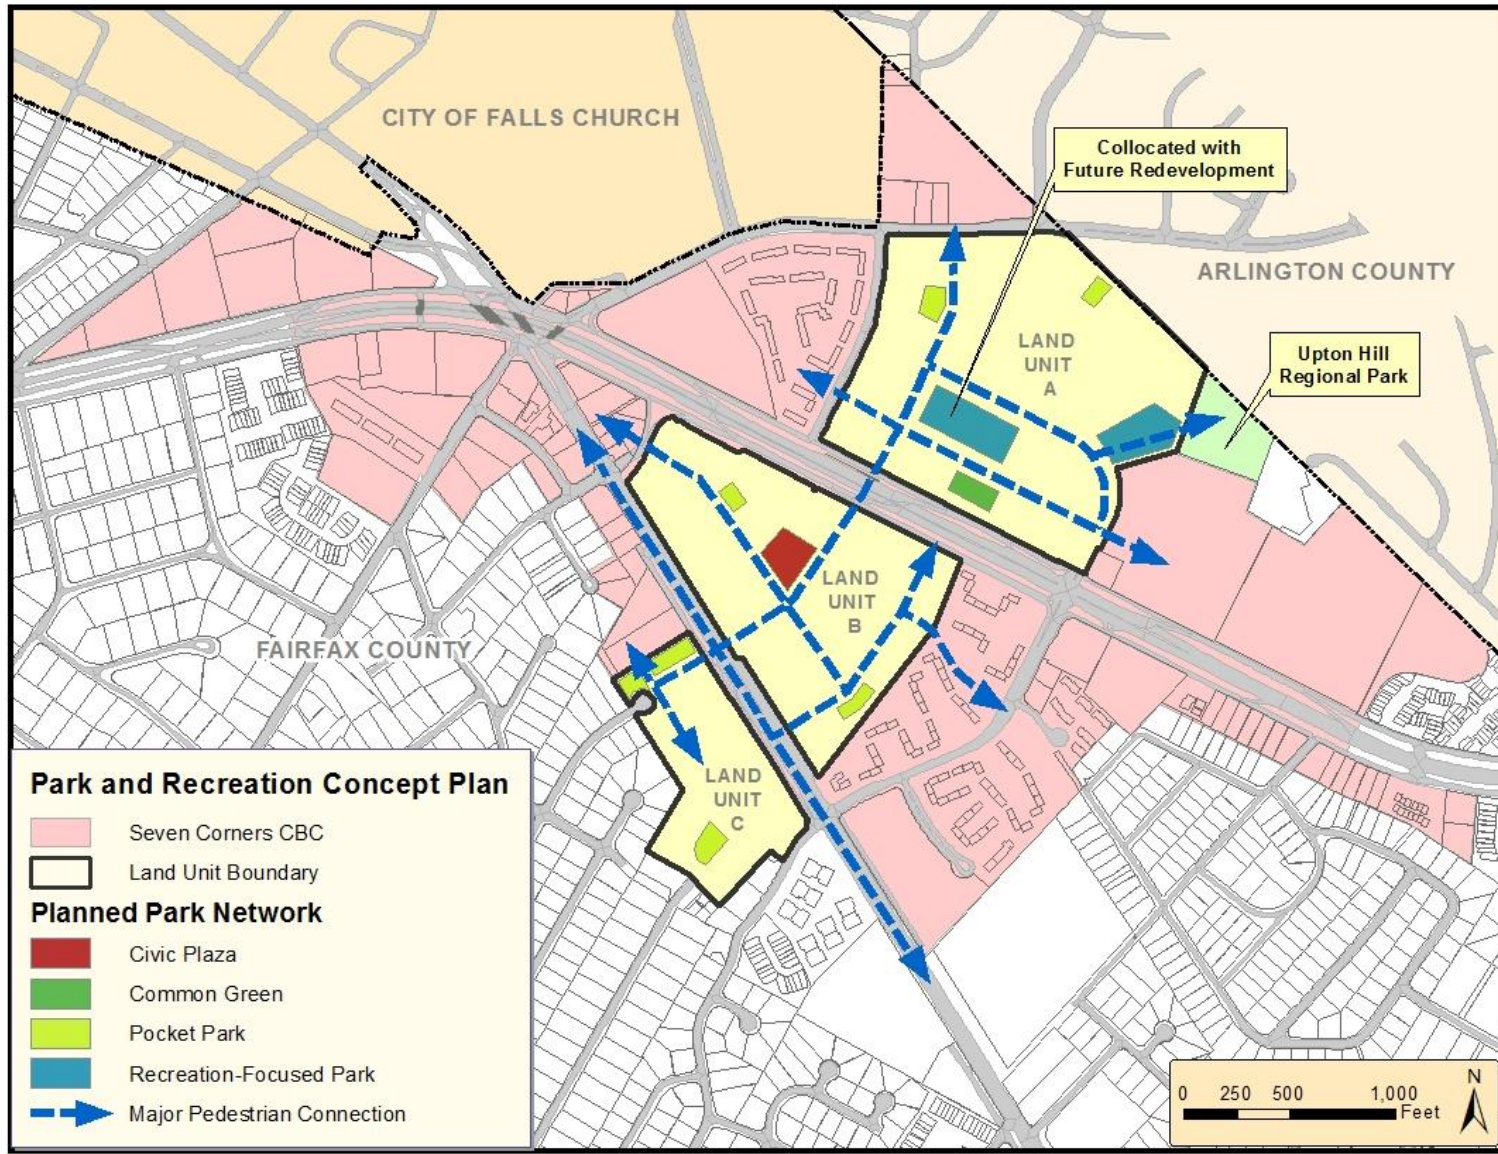 CITY OF FALLS CHURCH
Collocated with
Future Redevelopment
ARLINGTON COUNTY
LAND
UNIT
A
Upton Hill
Regional Park
LAND
UNIT
B
FAIRFAX COUNTY
LAND
UNIT
C
Park and Recreation Concept Plan
Seven Corners CBC
Land Unit Boundary
Planned Park Network
Civic Plaza
Common Green
Pocket Park
Recreation-Focused Park
Major Pedestrian Connection
N
0 250 500 1,000
Feet